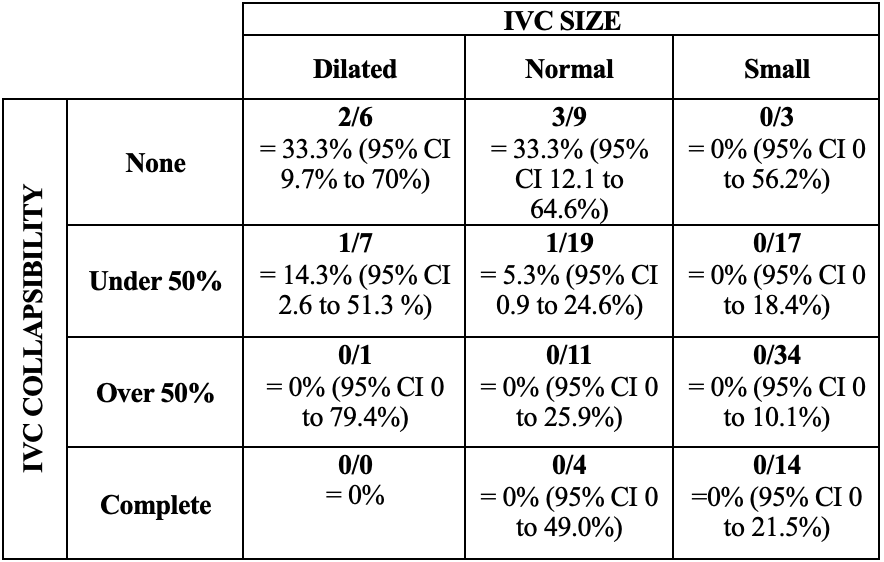 IVC SIZE
Dilated
Normal
Small
IVC COLLAPSIBILITY
None
2/6
= 33.3% (95% CI
9.7% to 70%)
3/9
= 33.3% (95%
CI 12.1 to
64.6%)
0/3
= 0% (95% CI 0
to 56.2%)
Under 50%
1/7
= 14.3% (95% CI
2.6 to 51.3 %)
1/19
= 5.3% (95% CI
0.9 to 24.6%)
0/17
= 0% (95% CI 0
to 18.4%)
Over 50%
0/1
= 0% (95% CI 0
to 79.4%)
0/11
= 0% (95% CI 0
to 25.9%)
0/34
= 0% (95% CI 0
to 10.1%)
Complete
0/0
= 0%
0/4
= 0% (95% CI 0
to 49.0%)
0/14
=0% (95% CI 0
to 21.5%)